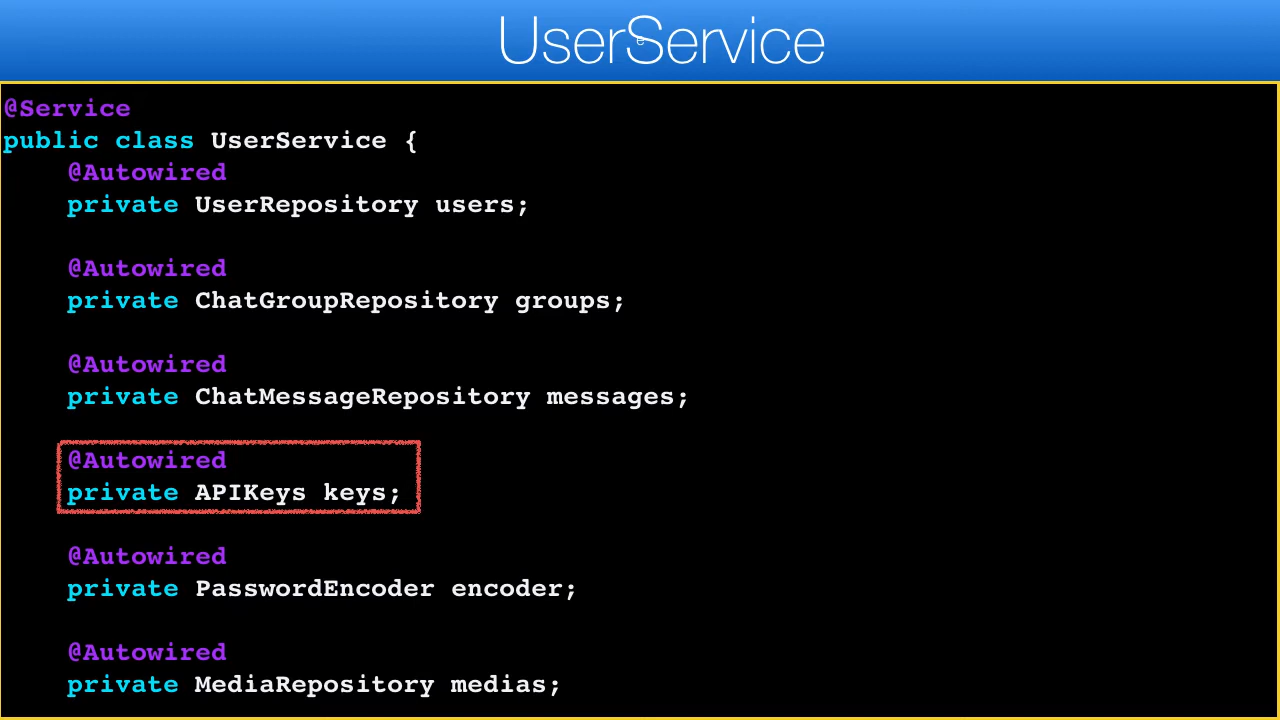 UserService
e
@Service
public class UserService {
@Autowired
private UserRepository users;
@Autowired
private ChatGroupRepository groups;
@Autowired
private ChatMessageRepository messages;
@Autowired
private APIKeys keys;
@Autowired
private PasswordEncoder encoder;
@Autowired
private MediaRepository medias;